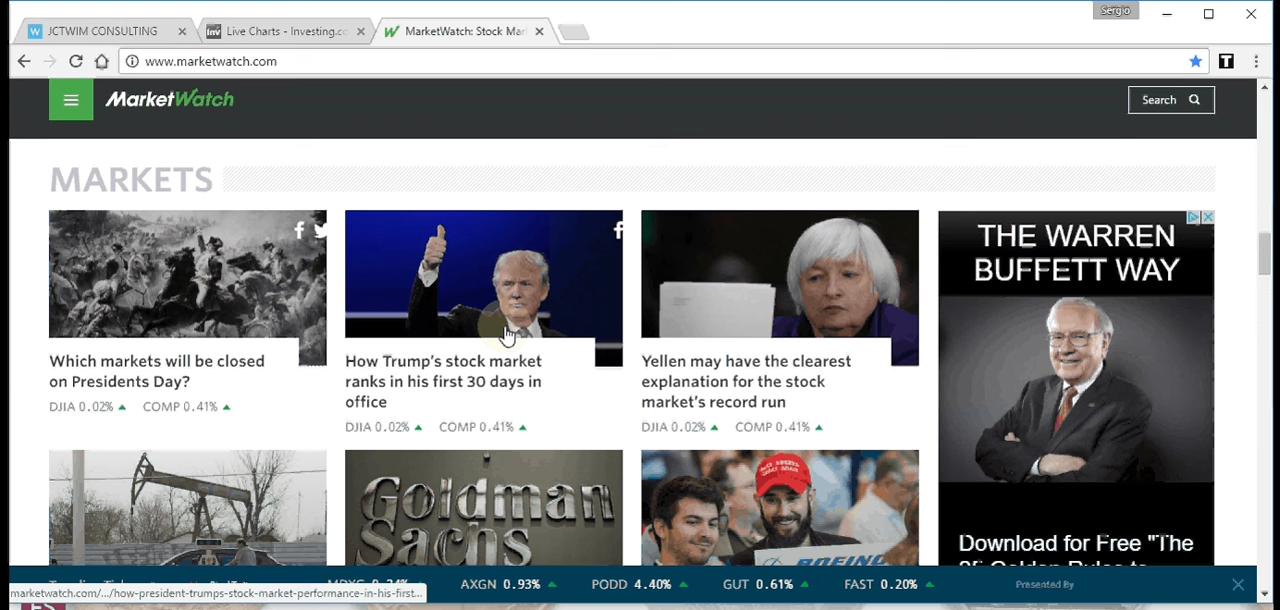 Sergio
JCTWIM CONSULTING
Live Charts - Investing.co
MarketWatch: Stock Mar
www.marketwatch.com
MarketWatch
Search
MARKETS
Which markets will be closed
on Presidents Day?
DJIA 0.02% COMP 0.41%
How Trump's stock market
ranks in his first 30 days in
office
DJIA 0.02% COMP 0.41%
Yellen may have the clearest
explanation for the stock
market's record run
DJIA 0.02% COMP 0.41%
THE WARREN
BUFFETT WAY
Goldman
Sachs
BOEING
Download for Free "The
AXGN 0.93% PODD 4.40% GUT 0.61% FAST 0.20%
Presented By
marketwatch.com/.../how-president-trumps-stock-market-performance-in-his-first...